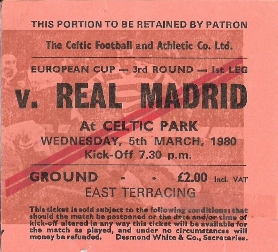 THIS PORTION TO BE RETAINED BY PATRON
The Celtic Football and Athletic Co. Ltd.
EUROPEAN CUP — 3rd ROUND — 1st LEG
v. REAL MADRID
At CELTIC PARK
WEDNESDAY, 5th MARCH, 1980
Kick-Off 7.30 p.m.
GROUND - - £2.00 Incl. VAT
EAST TERRACING
This ticket is sold subject to the following conditions: that
should the match be postponed or the date and/or time of
kick-off altered in any way this ticket will be available for
the match as played, and under no circumstances will
money be refunded. Desmond White & Co., Secretaries.